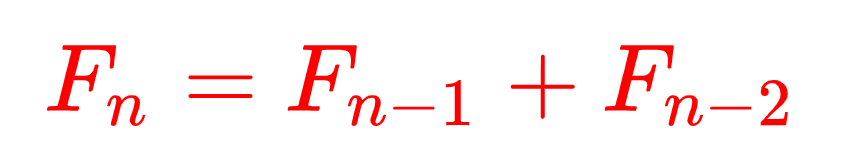 Fₙ = Fₙ₋₁ + Fₙ₋₂